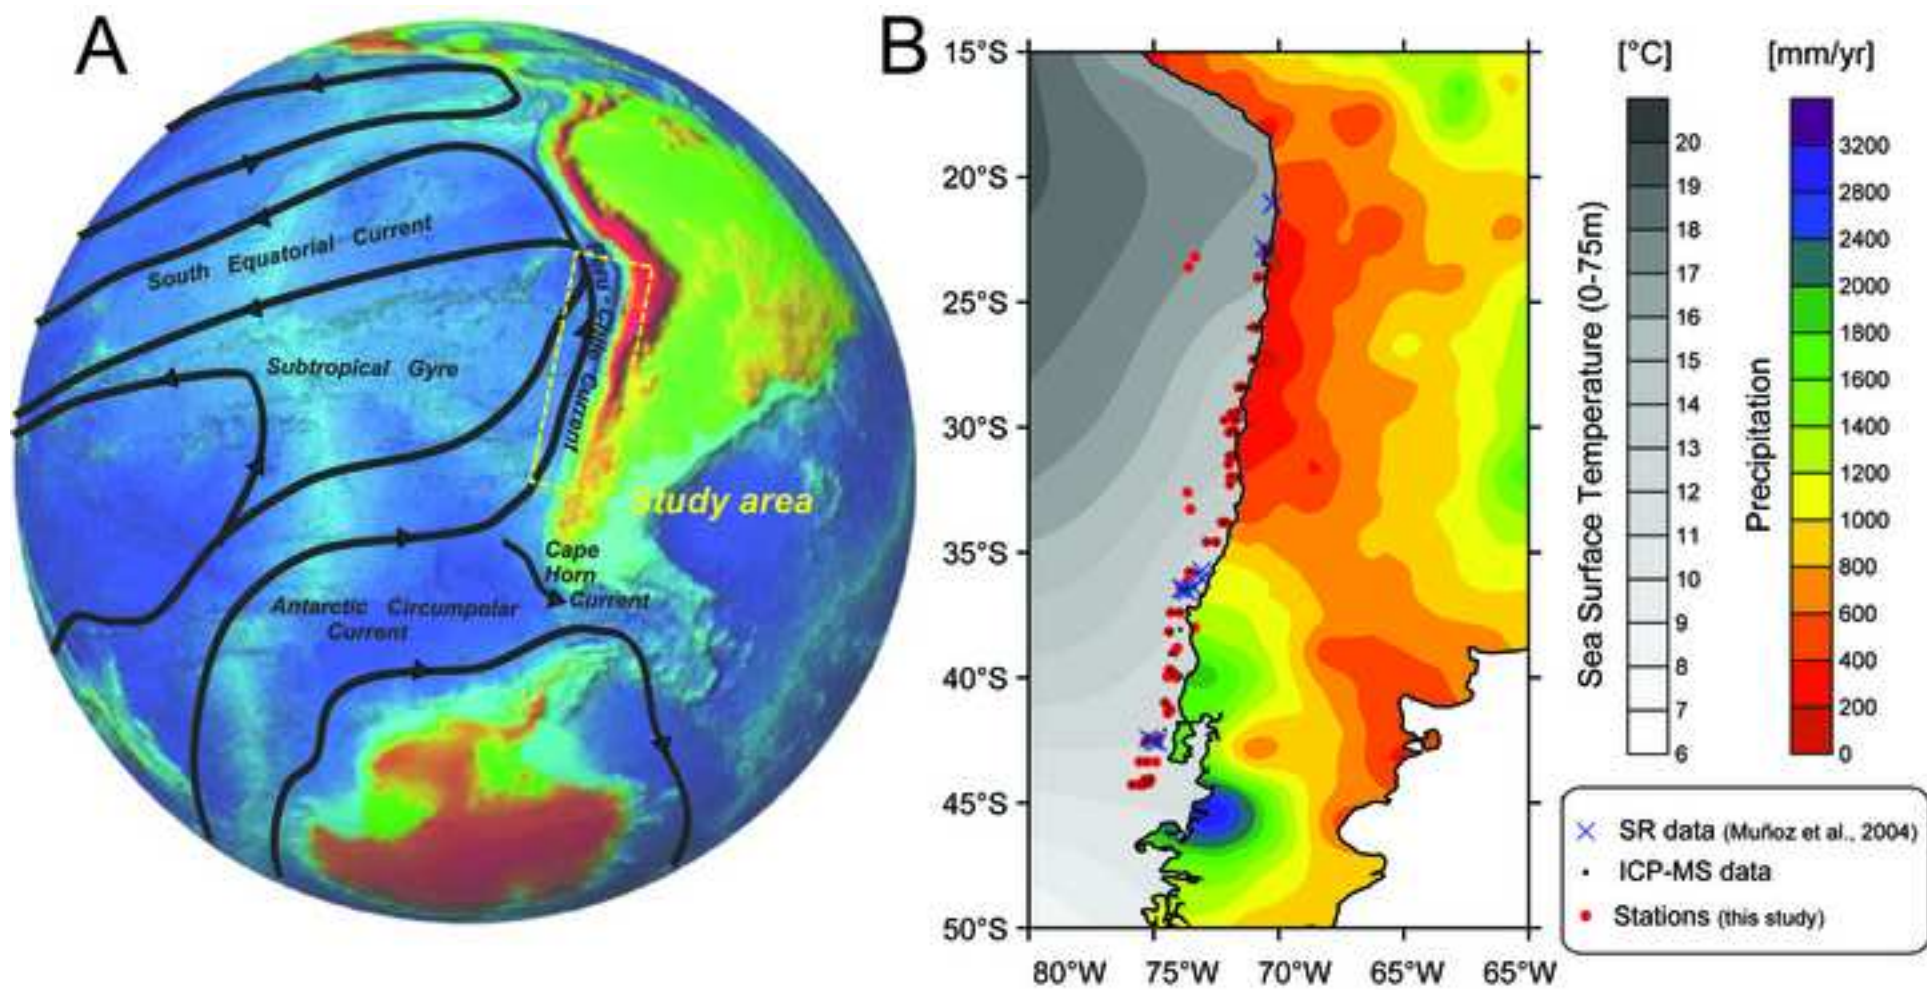 A
South Equatorial Current
Subtropical Gyre
Peru - Chile Current
Study area
Cape
Horn
Current
Antarctic Circumpolar
Current
B
15°S
20°S
25°S
30°S
35°S
40°S
45°S
50°S
80°W 75°W 70°W 65°W 65°W
[°C]
Sea Surface Temperature (0-75m)
20
19
18
17
16
15
14
13
12
11
10
9
8
7
6
[mm/yr]
Precipitation
3200
2800
2400
2000
1800
1600
1400
1200
1000
800
600
400
200
0
SR data (Muñoz et al., 2004)
ICP-MS data
Stations (this study)